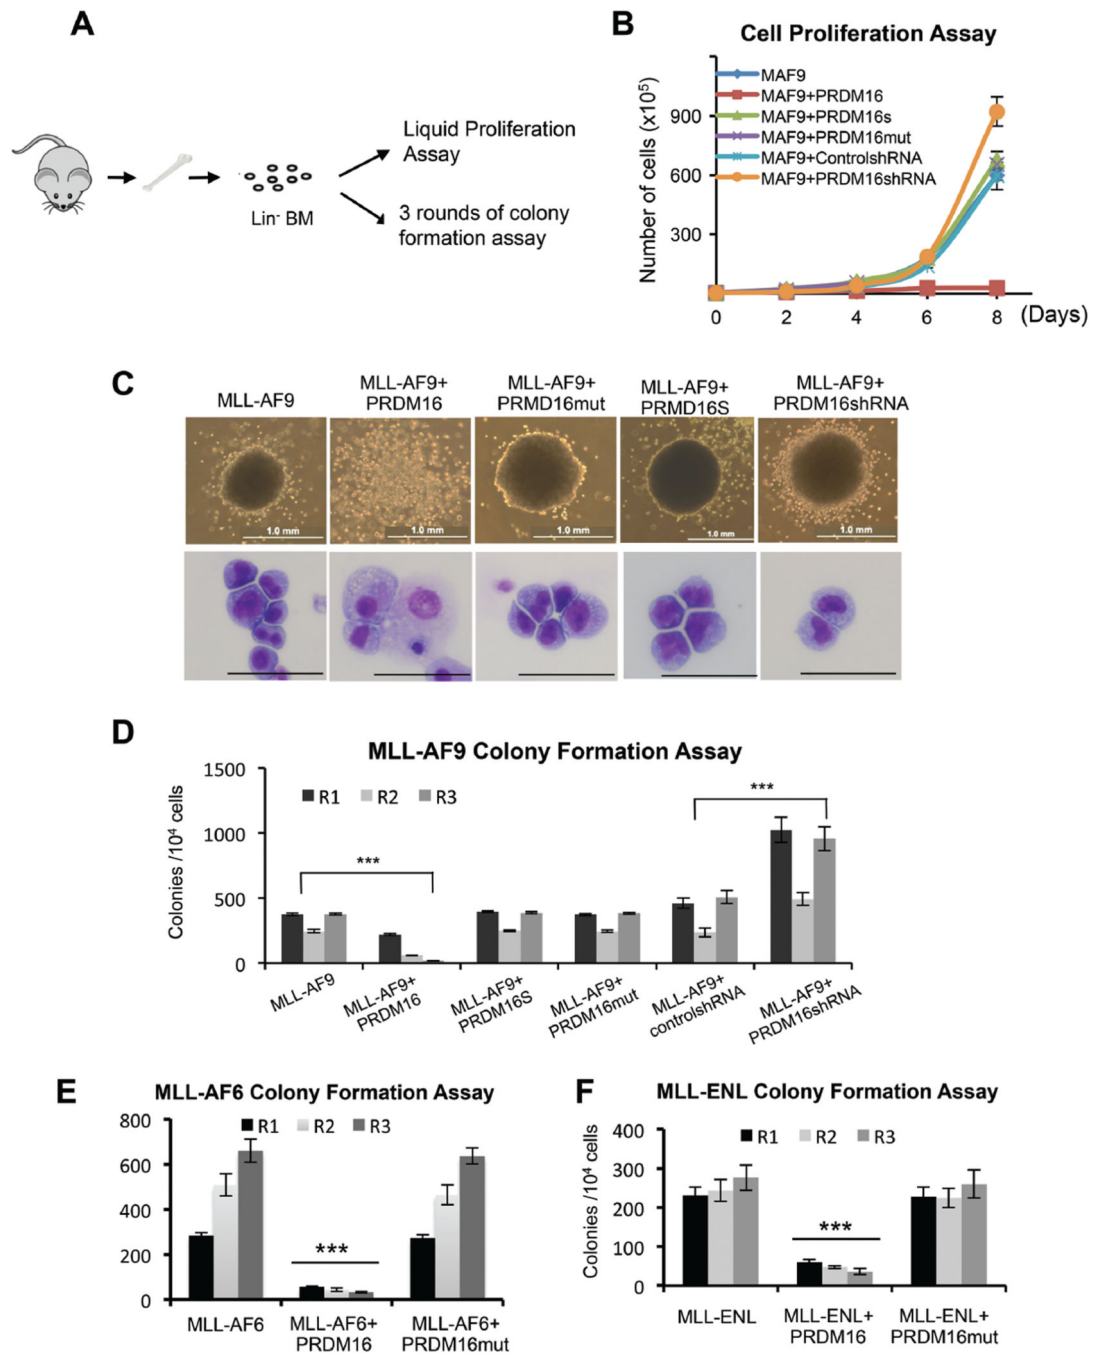 A
Liquid Proliferation
Assay
Lin⁻ BM
3 rounds of colony
formation assay
B
Cell Proliferation Assay
Number of cells (x10⁵)
900
600
300
MAF9
MAF9+PRDM16
MAF9+PRDM16s
MAF9+PRDM16mut
MAF9+ControlshRNA
MAF9+PRDM16shRNA
0 2 4 6 8 (Days)
C
MLL-AF9
MLL-AF9+
PRDM16
MLL-AF9+
PRMD16mut
MLL-AF9+
PRMD16S
MLL-AF9+
PRDM16shRNA
1.0 mm
1.0 mm
1.0 mm
1.0 mm
1.0 mm
D
MLL-AF9 Colony Formation Assay
Colonies /10⁴ cells
1500
1000
500
0
R1 R2 R3
***
***
MLL-AF9
MLL-AF9+
PRDM16
MLL-AF9+
PRDM16S
MLL-AF9+
PRDM16mut
MLL-AF9+
controlshRNA
MLL-AF9+
PRDM16shRNA
E
MLL-AF6 Colony Formation Assay
800
600
400
200
0
R1 R2 R3
***
MLL-AF6
MLL-AF6+
PRDM16
MLL-AF6+
PRDM16mut
F
MLL-ENL Colony Formation Assay
Colonies /10⁴ cells
400
300
200
100
0
R1 R2 R3
***
MLL-ENL
MLL-ENL+
PRDM16
MLL-ENL+
PRDM16mut